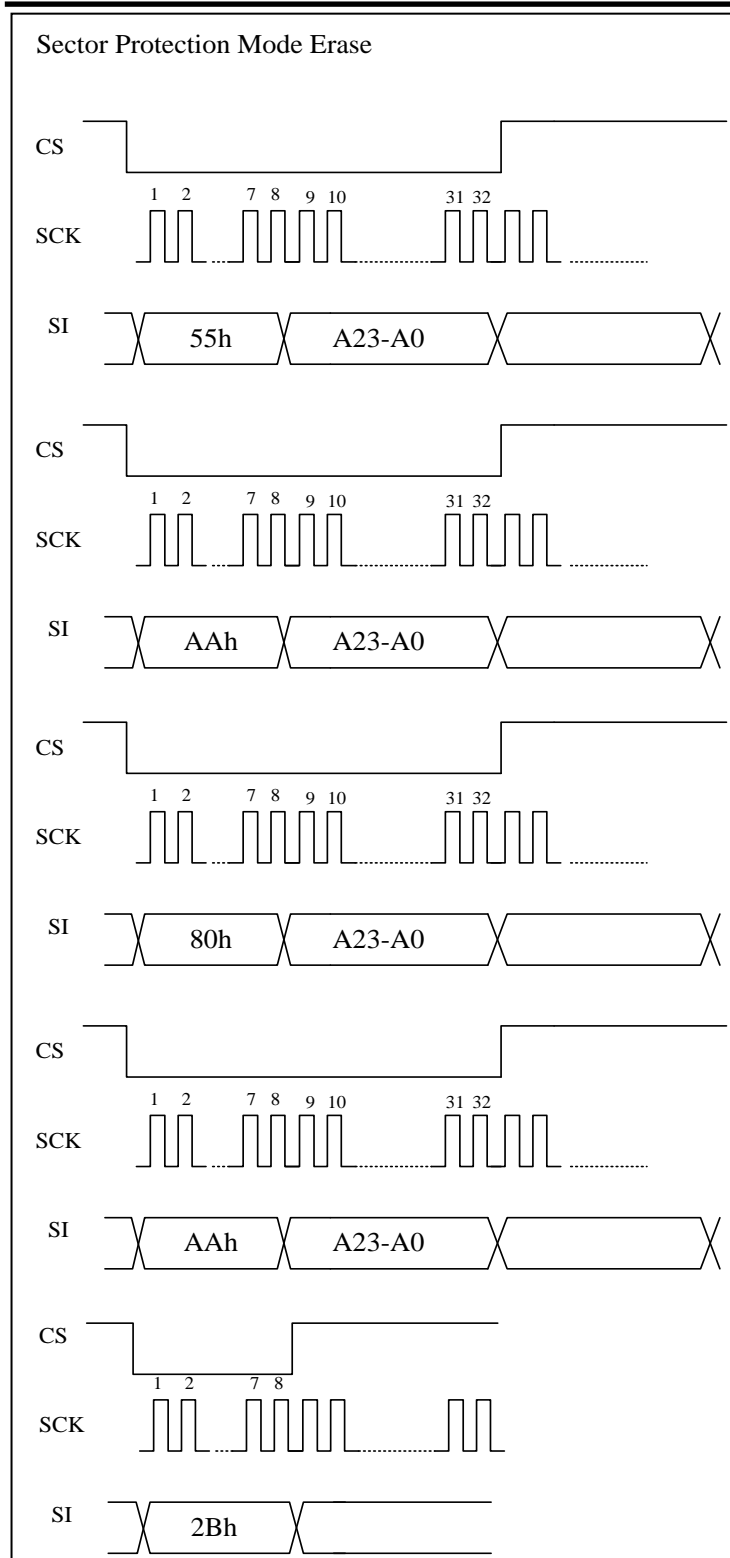 Sector Protection Mode Erase
CS
1 2 7 8 9 10 31 32
SCK
SI 55h A23-A0
CS
1 2 7 8 9 10 31 32
SCK
SI AAh A23-A0
CS
1 2 7 8 9 10 31 32
SCK
SI 80h A23-A0
CS
1 2 7 8 9 10 31 32
SCK
SI AAh A23-A0
CS
1 2 7 8
SCK
SI 2Bh